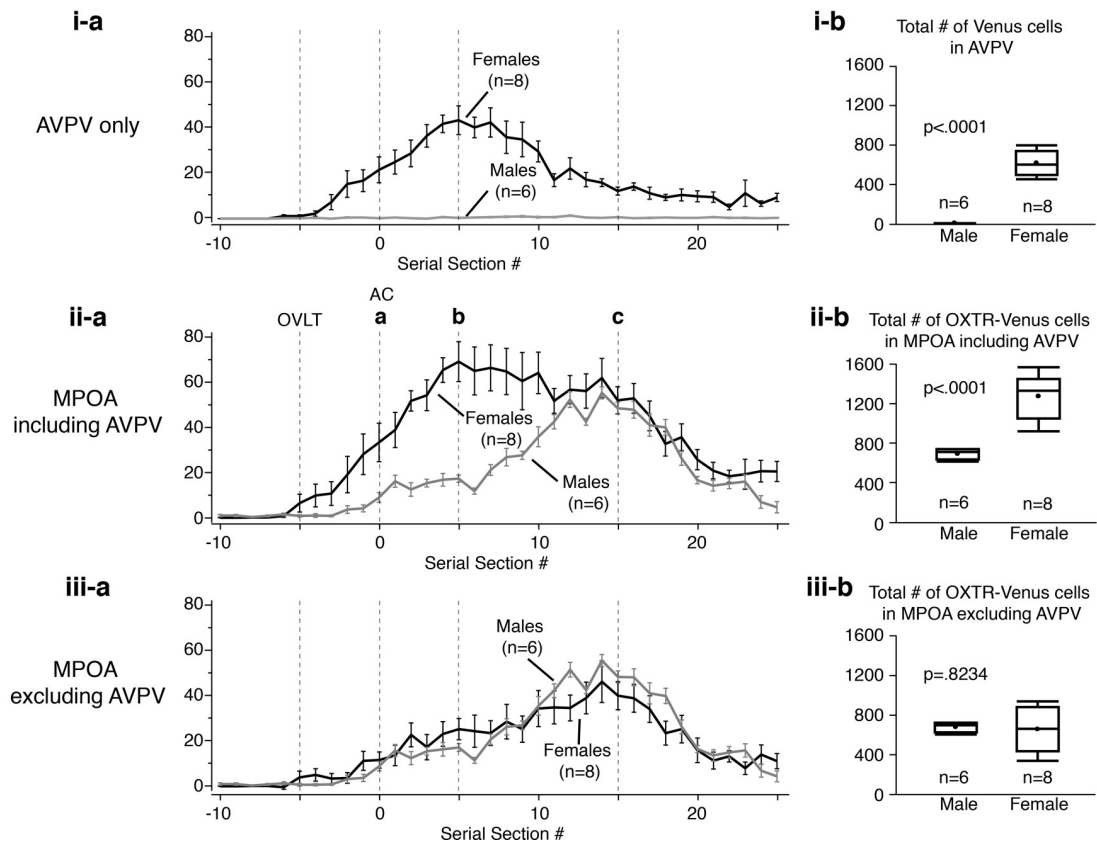 i-a
AVPV only
80
60
40
20
0
Females
(n=8)
Males
(n=6)
-10
0
10
20
Serial Section #
i-b
Total # of Venus cells
in AVPV
1600
1200
800
400
0
p<.0001
n=6
n=8
Male
Female
ii-a
MPOA
including AVPV
OVLT
AC
a
b
c
80
60
40
20
0
Females
(n=8)
Males
(n=6)
-10
0
10
20
Serial Section #
ii-b
Total # of OXTR-Venus cells
in MPOA including AVPV
1600
1200
800
400
0
p<.0001
n=6
n=8
Male
Female
iii-a
MPOA
excluding AVPV
80
60
40
20
0
Males
(n=6)
Females
(n=8)
-10
0
10
20
Serial Section #
iii-b
Total # of OXTR-Venus cells
in MPOA excluding AVPV
1600
1200
800
400
0
p=.8234
n=6
n=8
Male
Female